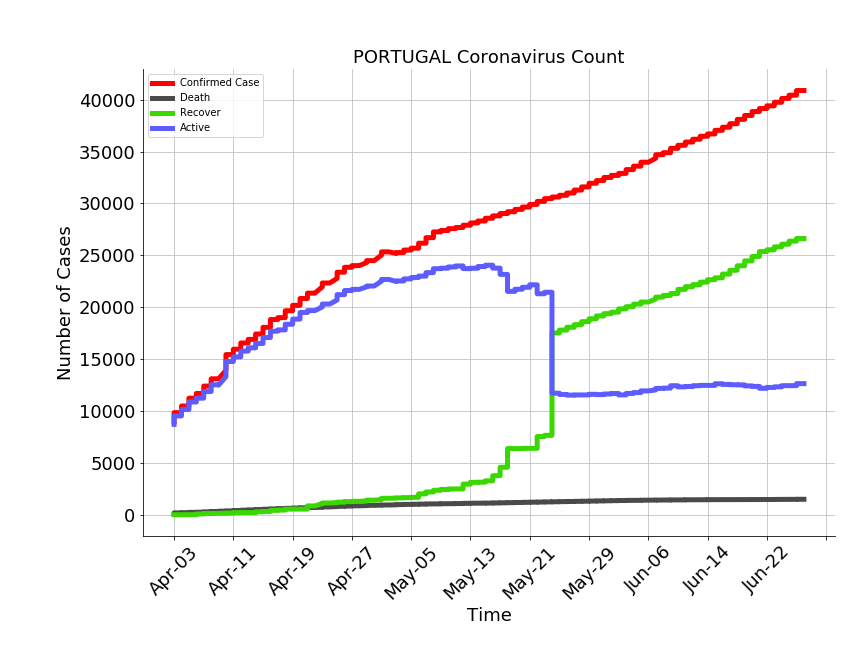 PORTUGAL Coronavirus Count
Confirmed Case
Death
Recover
Active
Number of Cases
40000
35000
30000
25000
20000
15000
10000
5000
0
Apr-03
Apr-11
Apr-19
Apr-27
May-05
May-13
May-21
May-29
Jun-06
Jun-14
Jun-22
Time